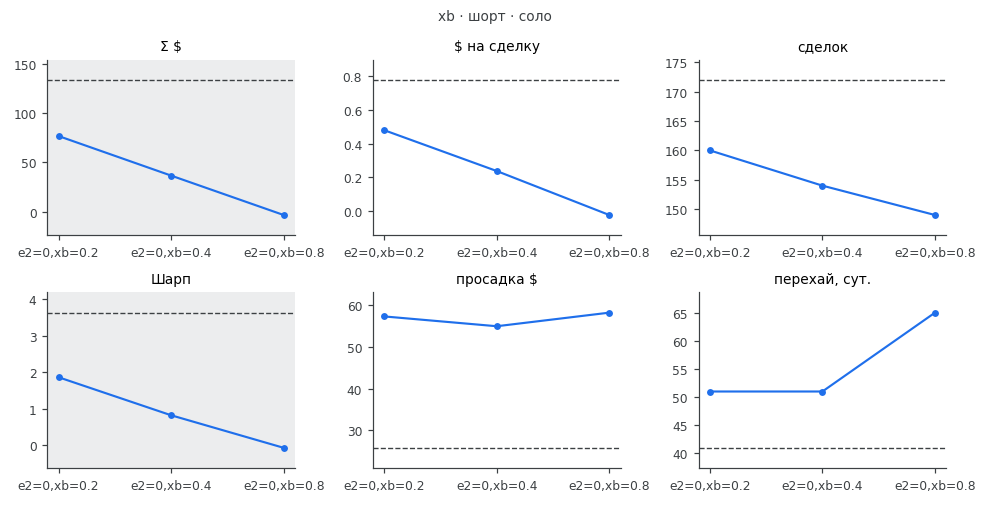 xb · шорт · соло
Σ $
150
100
50
0
e2=0,xb=0.2 e2=0,xb=0.4 e2=0,xb=0.8
$ на сделку
0.8
0.6
0.4
0.2
0.0
e2=0,xb=0.2 e2=0,xb=0.4 e2=0,xb=0.8
сделок
175
170
165
160
155
150
e2=0,xb=0.2 e2=0,xb=0.4 e2=0,xb=0.8
Шарп
4
3
2
1
0
e2=0,xb=0.2 e2=0,xb=0.4 e2=0,xb=0.8
просадка $
60
50
40
30
e2=0,xb=0.2 e2=0,xb=0.4 e2=0,xb=0.8
перехай, сут.
65
60
55
50
45
40
e2=0,xb=0.2 e2=0,xb=0.4 e2=0,xb=0.8